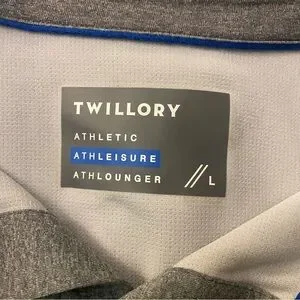 TWILLORY
ATHLETIC
ATHLEISURE
ATHLOUNGER // L